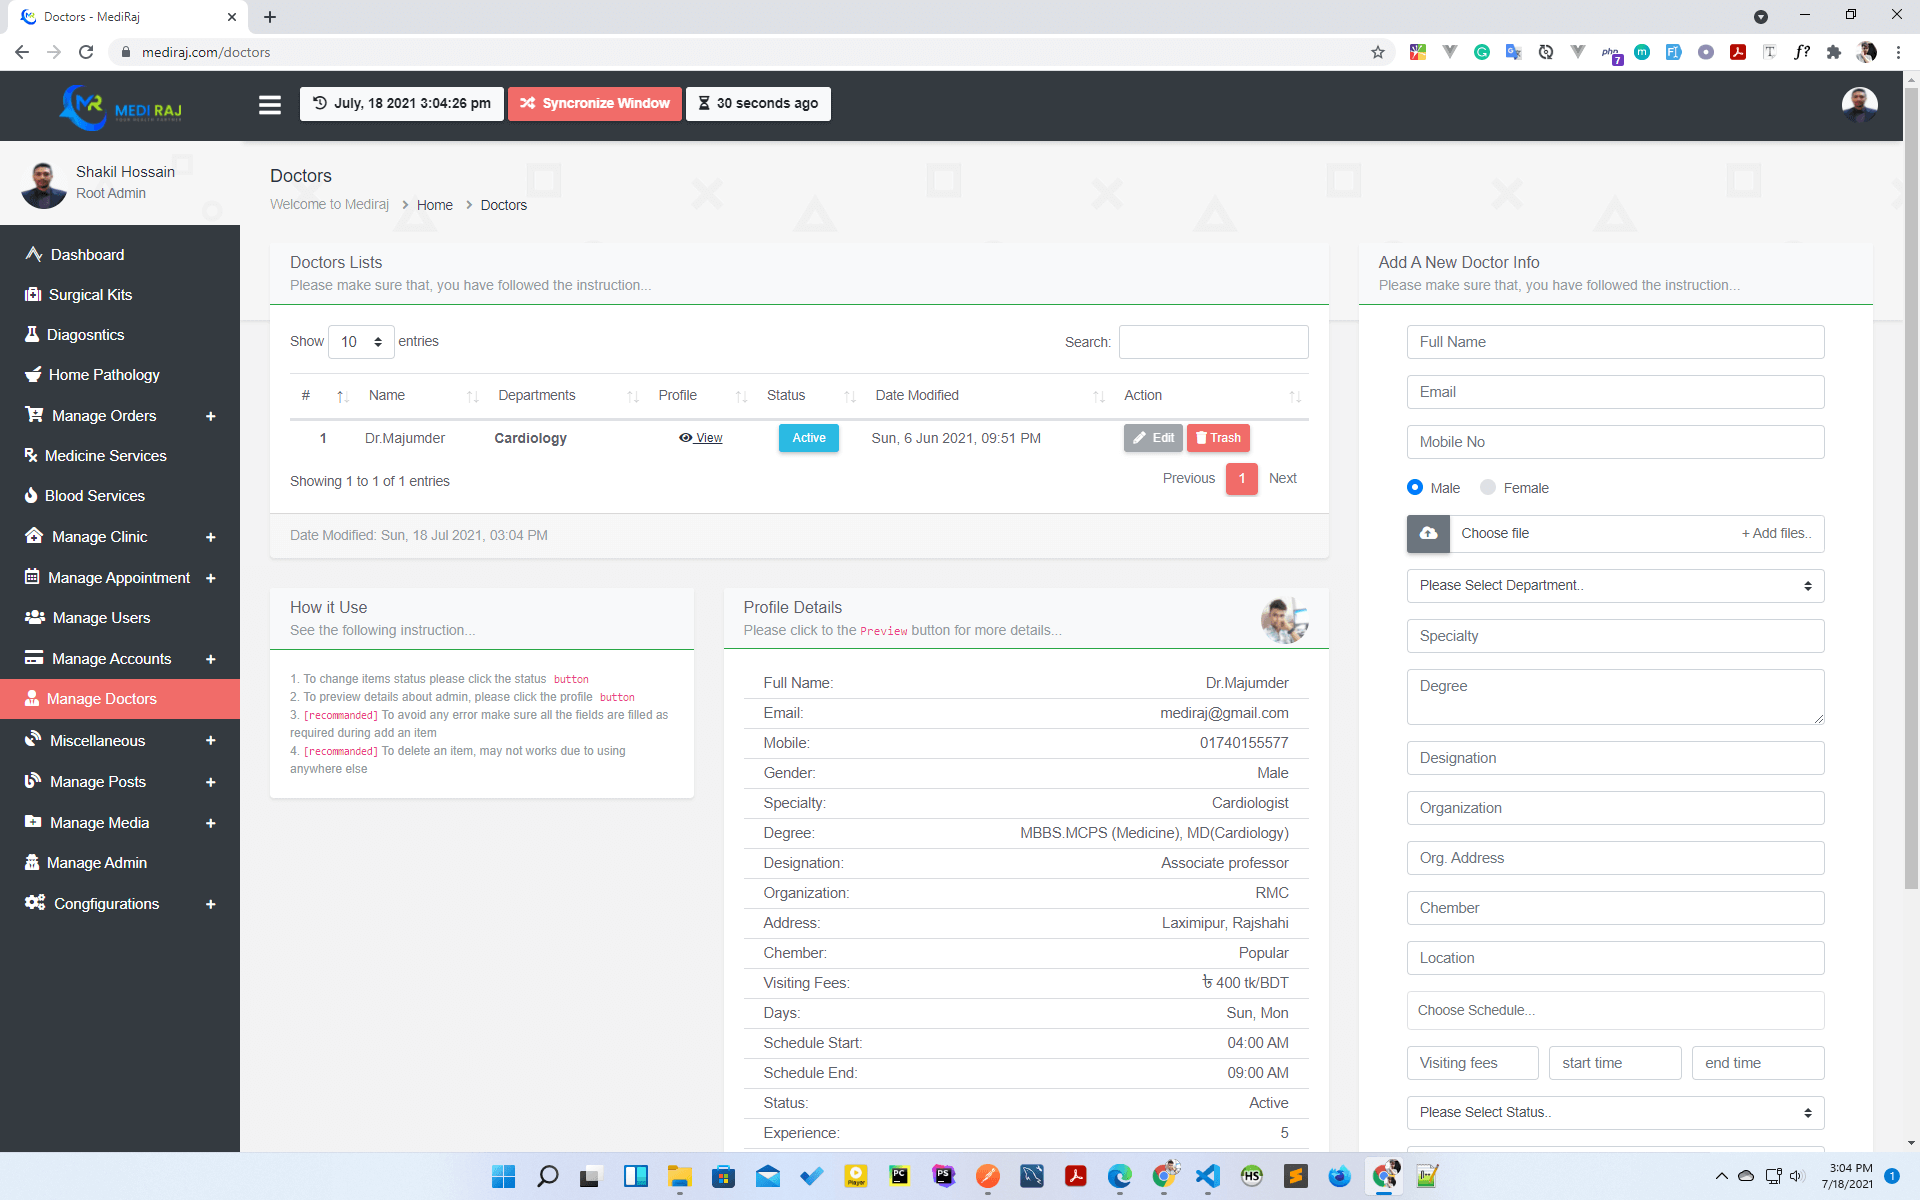 Doctors - MediRaj
mediraj.com/doctors
MEDI RAJ
July, 18 2021 3:04:26 pm
Syncronize Window
30 seconds ago
Shakil Hossain
Root Admin
Dashboard
Surgical Kits
Diagosntics
Home Pathology
Manage Orders +
Medicine Services
Blood Services
Manage Clinic +
Manage Appointment +
Manage Users
Manage Accounts +
Manage Doctors
Miscellaneous +
Manage Posts +
Manage Media +
Manage Admin
Congfigurations +
Doctors
Welcome to Mediraj > Home > Doctors
Doctors Lists
Please make sure that, you have followed the instruction...
Show 10 entries
Search:
# Name Departments Profile Status Date Modified Action
1 Dr.Majumder Cardiology View Active Sun, 6 Jun 2021, 09:51 PM Edit Trash
Showing 1 to 1 of 1 entries
Previous 1 Next
Date Modified: Sun, 18 Jul 2021, 03:04 PM
How it Use
See the following instruction...
1. To change items status please click the status button
2. To preview details about admin, please click the profile button
3. [recommanded] To avoid any error make sure all the fields are filled as
required during add an item
4. [recommanded] To delete an item, may not works due to using
anywhere else
Profile Details
Please click to the Preview button for more details...
Full Name: Dr.Majumder
Email: mediraj@gmail.com
Mobile: 01740155577
Gender: Male
Specialty: Cardiologist
Degree: MBBS.MCPS (Medicine), MD(Cardiology)
Designation: Associate professor
Organization: RMC
Address: Laximipur, Rajshahi
Chember: Popular
Visiting Fees: ৳ 400 tk/BDT
Days: Sun, Mon
Schedule Start: 04:00 AM
Schedule End: 09:00 AM
Status: Active
Experience: 5
Add A New Doctor Info
Please make sure that, you have followed the instruction...
Full Name
Email
Mobile No
Male Female
Choose file + Add files..
Please Select Department..
Specialty
Degree
Designation
Organization
Org. Address
Chember
Location
Choose Schedule...
Visiting fees start time end time
Please Select Status..
3:04 PM
7/18/2021